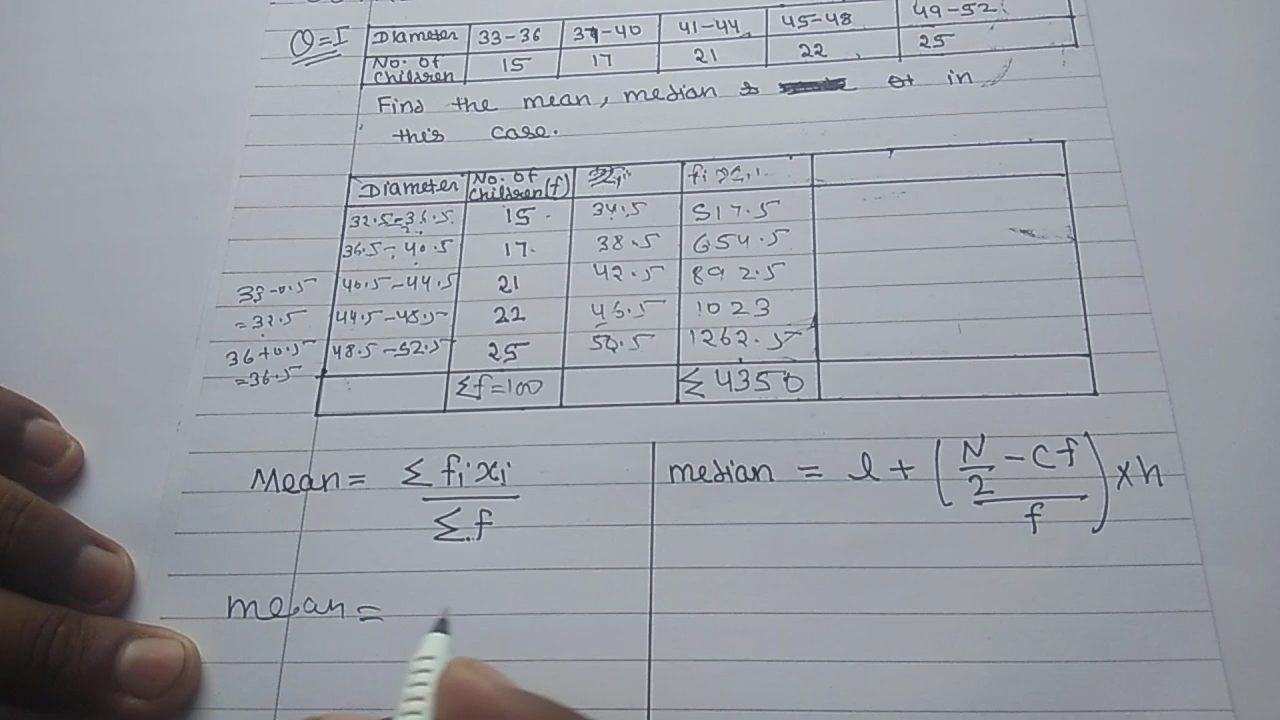 Q=I
Diameter 33-36 37-40 41-44 45-48 49-52
No. of Children 15 17 21 22 25
Find the mean, median & of in
this case.
Diameter No. of Children (f) xi fixi
32.5-36.5 15 34.5 517.5
36.5-40.5 17 38.5 654.5
40.5-44.5 21 42.5 892.5
44.5-48.5 22 46.5 1023
48.5-52.5 25 50.5 1262.5
Σf=100 Σ4350
33-0.5
=32.5
36+0.5
=36.5
Mean = Σfixi / Σf
median = l + (N/2 - Cf / f) × h
mean =